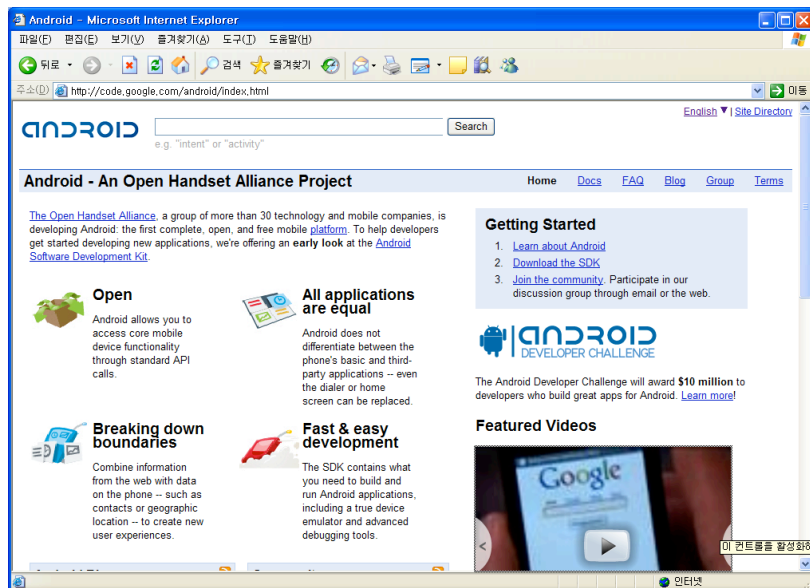 Android - Microsoft Internet Explorer
파일(F) 편집(E) 보기(V) 즐겨찾기(A) 도구(T) 도움말(H)
뒤로 검색 즐겨찾기
주소(D) http://code.google.com/android/index.html 이동
English ▼ | Site Directory
ANDROID
Search
e.g. "intent" or "activity"
Android - An Open Handset Alliance Project
Home Docs FAQ Blog Group Terms
The Open Handset Alliance, a group of more than 30 technology and mobile companies, is
developing Android: the first complete, open, and free mobile platform. To help developers
get started developing new applications, we're offering an early look at the Android
Software Development Kit.
Open
Android allows you to
access core mobile
device functionality
through standard API
calls.
All applications
are equal
Android does not
differentiate between the
phone's basic and third-
party applications -- even
the dialer or home
screen can be replaced.
Breaking down
boundaries
Combine information
from the web with data
on the phone -- such as
contacts or geographic
location -- to create new
user experiences.
Fast & easy
development
The SDK contains what
you need to build and
run Android applications,
including a true device
emulator and advanced
debugging tools.
Getting Started
1. Learn about Android
2. Download the SDK
3. Join the community. Participate in our
discussion group through email or the web.
ANDROID
DEVELOPER CHALLENGE
The Android Developer Challenge will award $10 million to
developers who build great apps for Android. Learn more!
Featured Videos
Google
이 컨트롤을 활성화하
인터넷